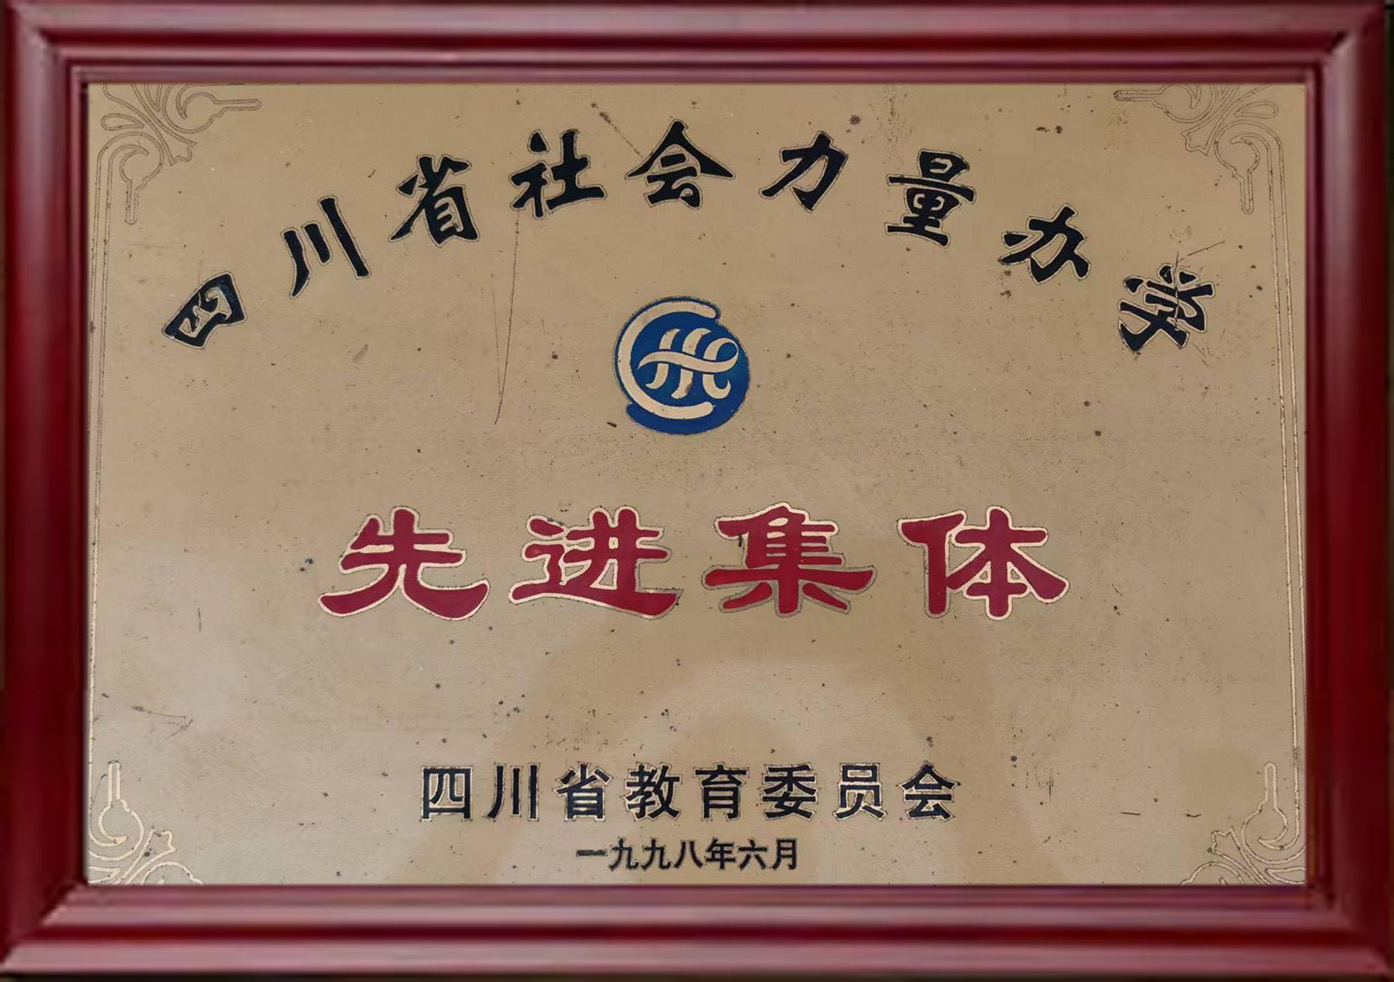 四川省社会力量办学
先进集体
四川省教育委员会
一九九八年六月